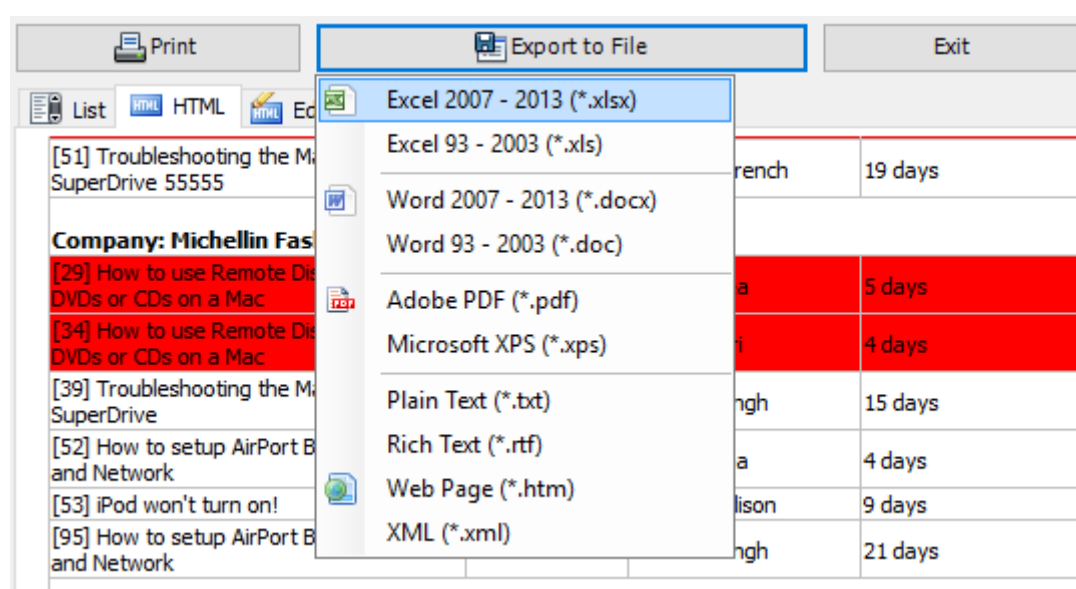 Print
Export to File
Exit
List
HTML
Excel 2007 - 2013 (*.xlsx)
Excel 93 - 2003 (*.xls)
Word 2007 - 2013 (*.docx)
Word 93 - 2003 (*.doc)
Adobe PDF (*.pdf)
Microsoft XPS (*.xps)
Plain Text (*.txt)
Rich Text (*.rtf)
Web Page (*.htm)
XML (*.xml)
[51] Troubleshooting the
SuperDrive 55555
19 days
Company: Michellin
[29] How to use Remote
DVDs or CDs on a Mac
5 days
[34] How to use Remote
DVDs or CDs on a Mac
4 days
[39] Troubleshooting the
SuperDrive
15 days
[52] How to setup AirPort
and Network
4 days
[53] iPod won't turn on!
9 days
[95] How to setup AirPort
and Network
21 days